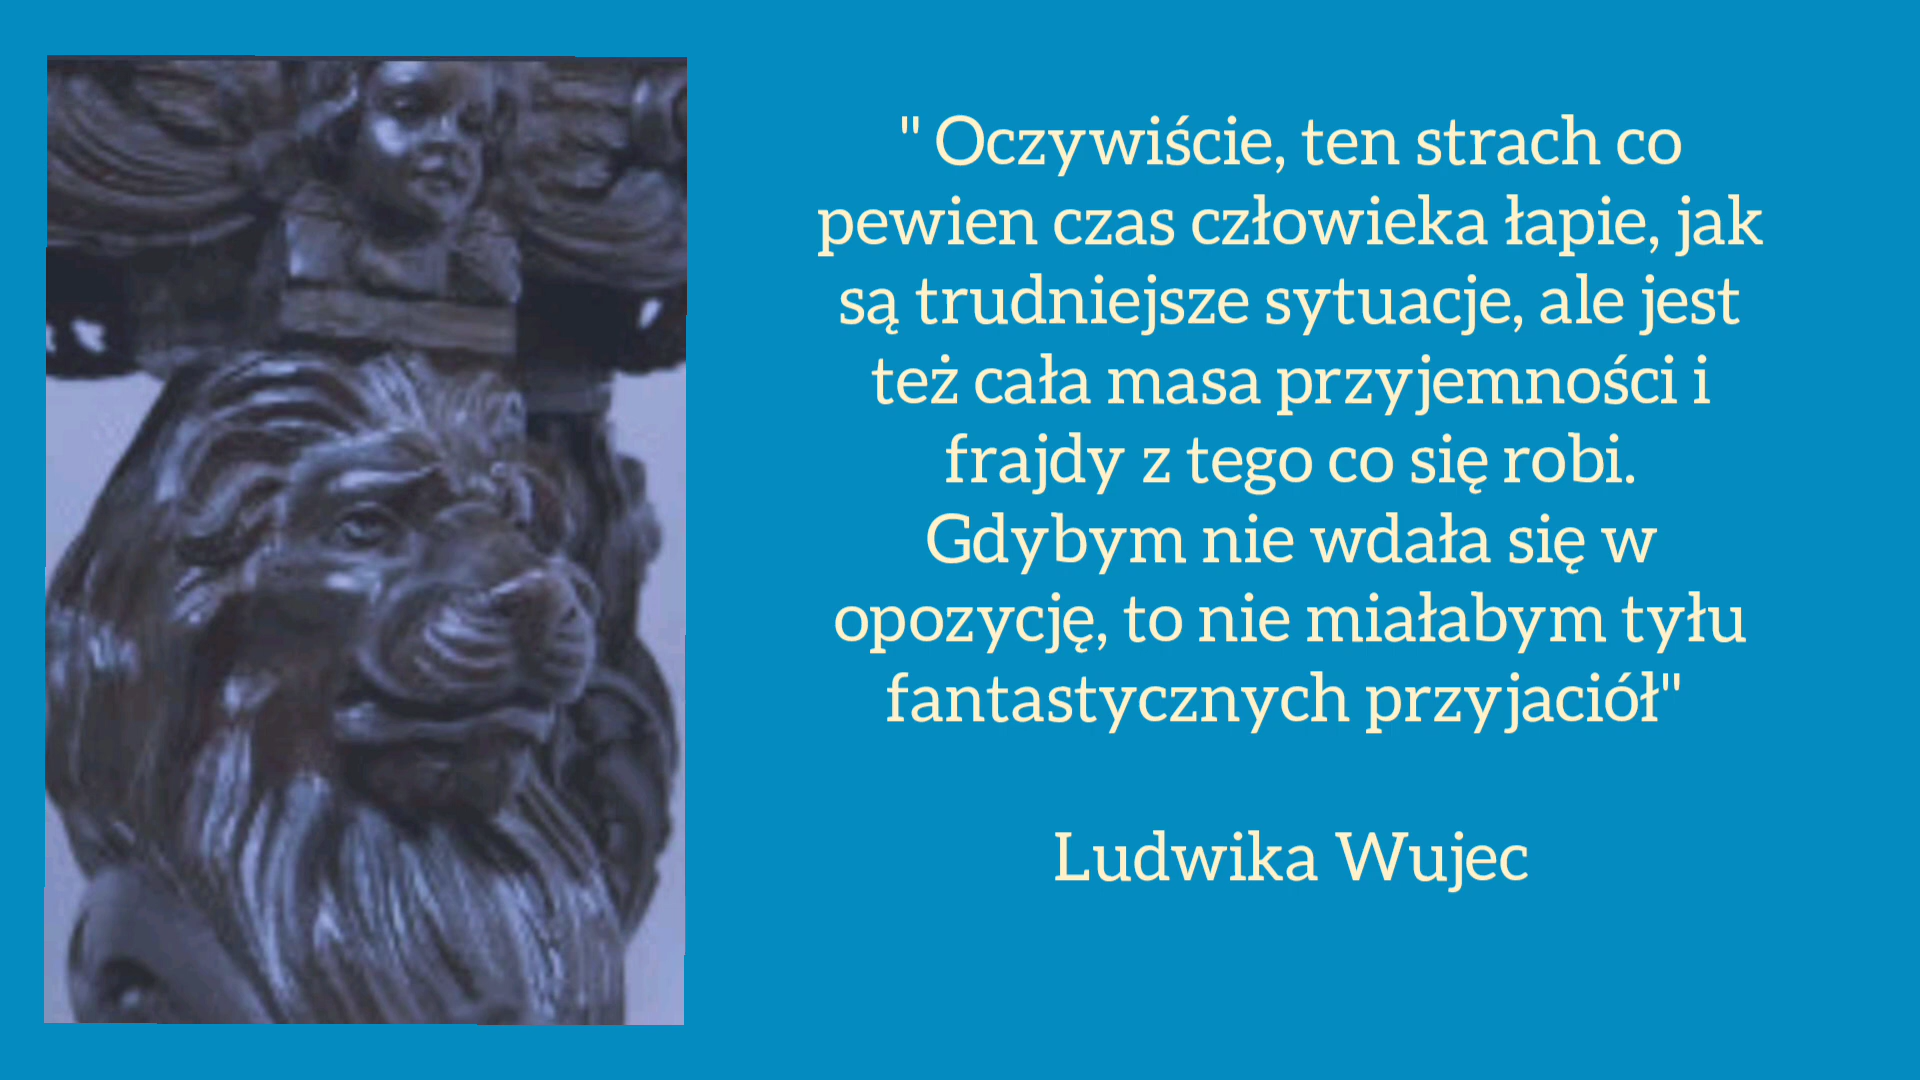 " Oczywiście, ten strach co
pewien czas człowieka łapie, jak
są trudniejsze sytuacje, ale jest
też cała masa przyjemności i
frajdy z tego co się robi.
Gdybym nie wdała się w
opozycję, to nie miałabym tyłu
fantastycznych przyjaciół"
Ludwika Wujec